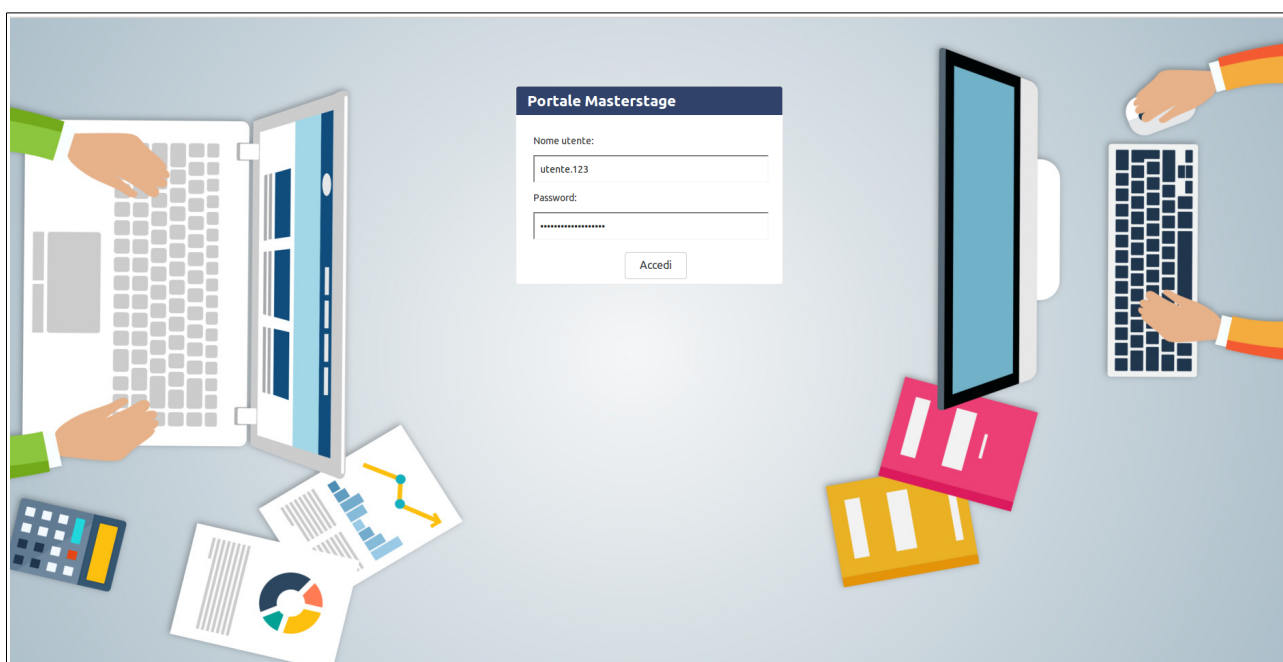 Portale Masterstage
Nome utente:
utente.123
Password:
••••••••••••••••••
Accedi